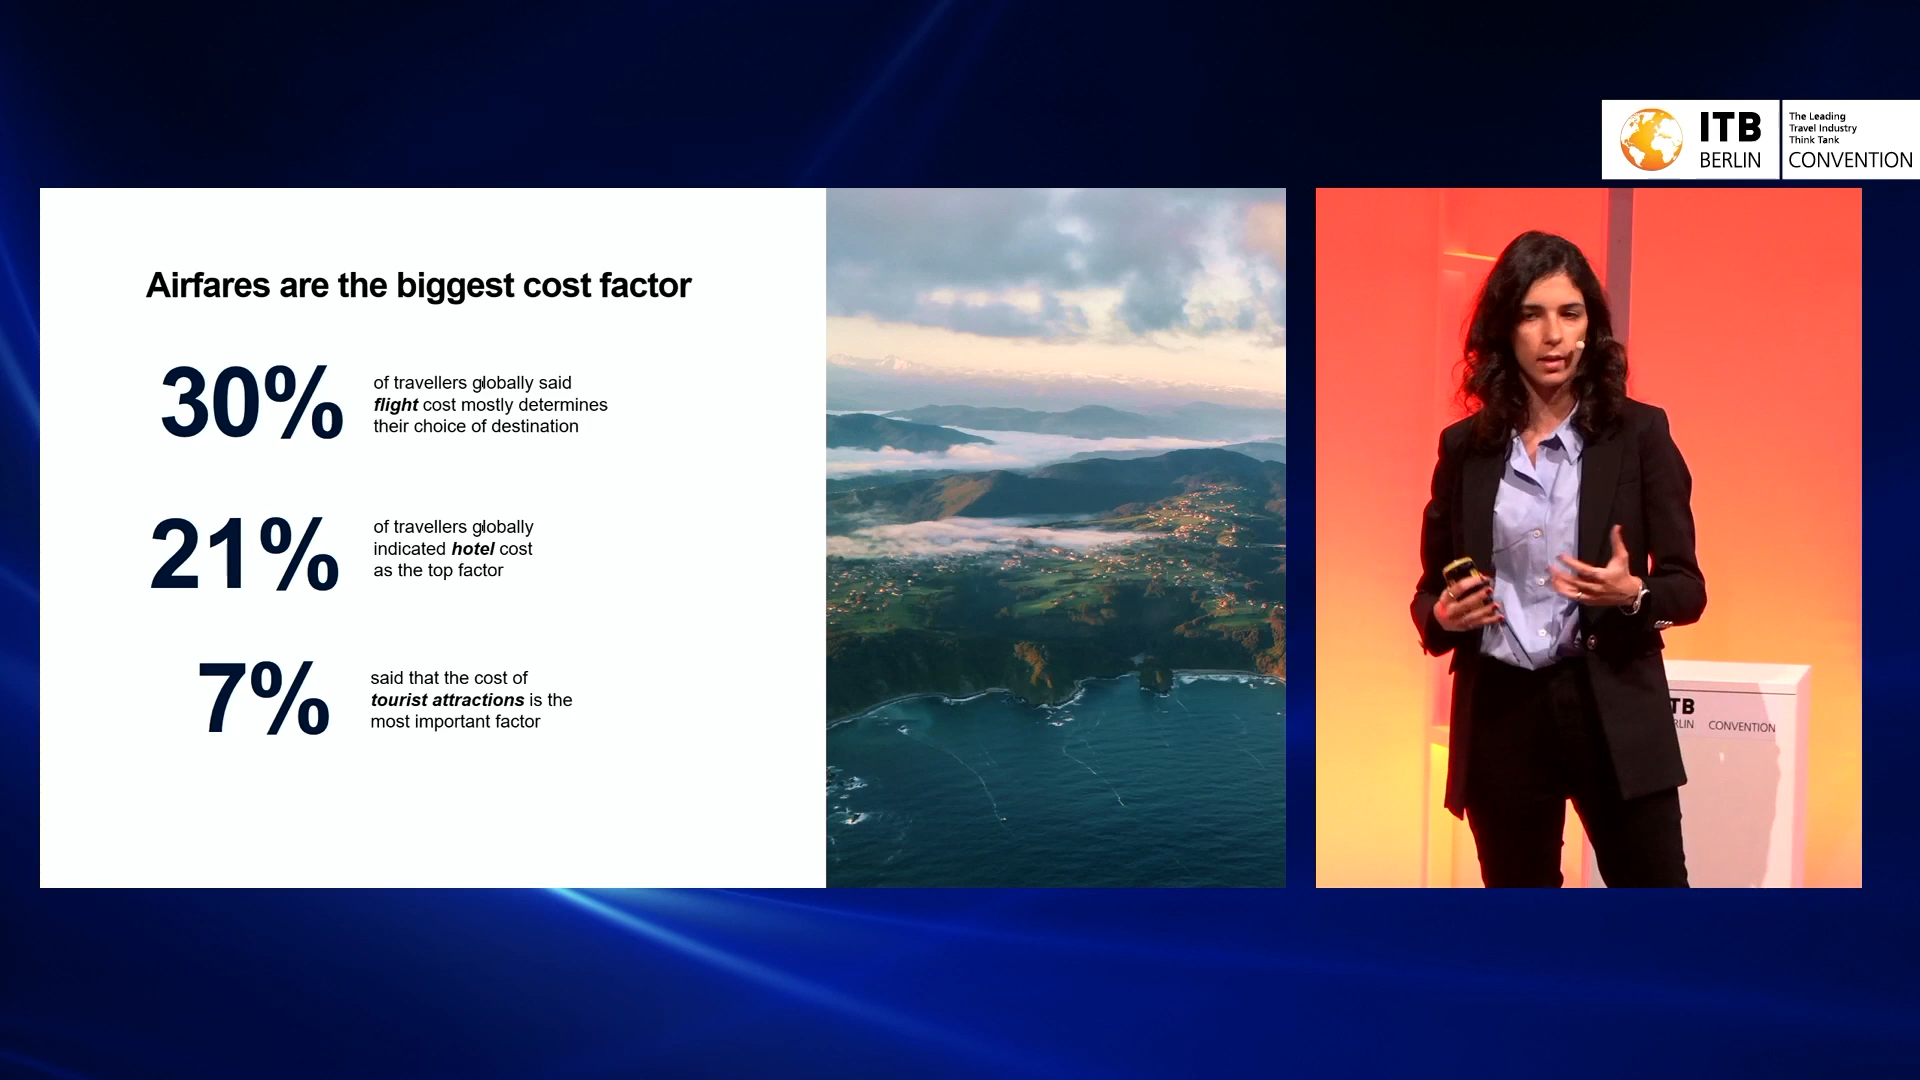 ITB
BERLIN
The Leading
Travel Industry
Think Tank
CONVENTION
Airfares are the biggest cost factor
30%
of travellers globally said
flight cost mostly determines
their choice of destination
21%
of travellers globally
indicated hotel cost
as the top factor
7%
said that the cost of
tourist attractions is the
most important factor
TB
RLIN CONVENTION